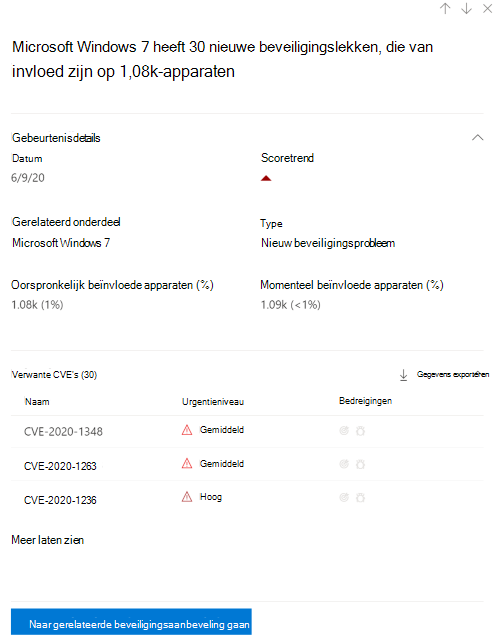 Microsoft Windows 7 heeft 30 nieuwe beveiligingslekken, die van
invloed zijn op 1,08k-apparaten
Gebeurtenisdetails
Datum Scoretrend
6/9/20
Gerelateerd onderdeel Type
Microsoft Windows 7 Nieuw beveiligingsprobleem
Oorspronkelijk beïnvloede apparaten (%) Momenteel beïnvloede apparaten (%)
1.08k (1%) 1.09k (<1%)
Verwante CVE's (30) Gegevens exporteren
Naam Urgentieniveau Bedreigingen
CVE-2020-1348 Gemiddeld
CVE-2020-1263 Gemiddeld
CVE-2020-1236 Hoog
Meer laten zien
Naar gerelateerde beveiligingsaanbeveling gaan